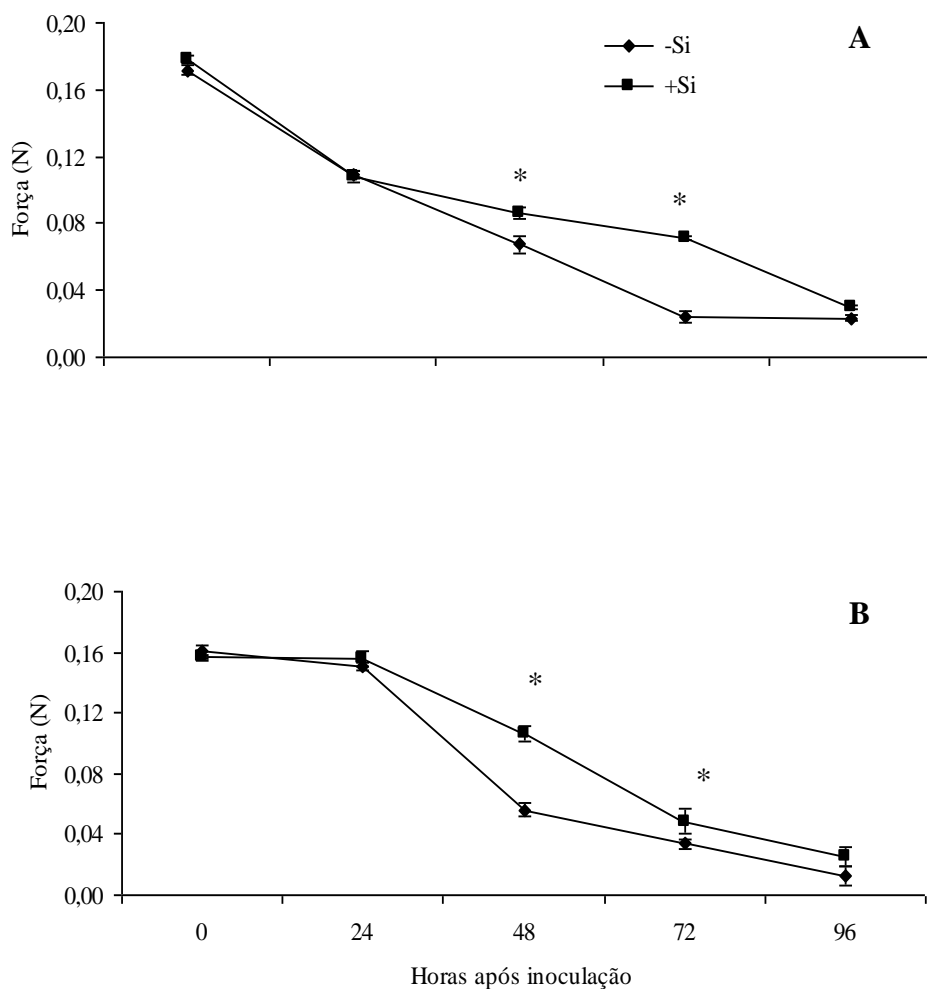 0,20
A
-Si
+Si
0,16
*
*
0,12
Força (N)
0,08
0,04
0,00
0,20
B
0,16
*
0,12
Força (N)
*
0,08
0,04
0,00
0 24 48 72 96
Horas após inoculação